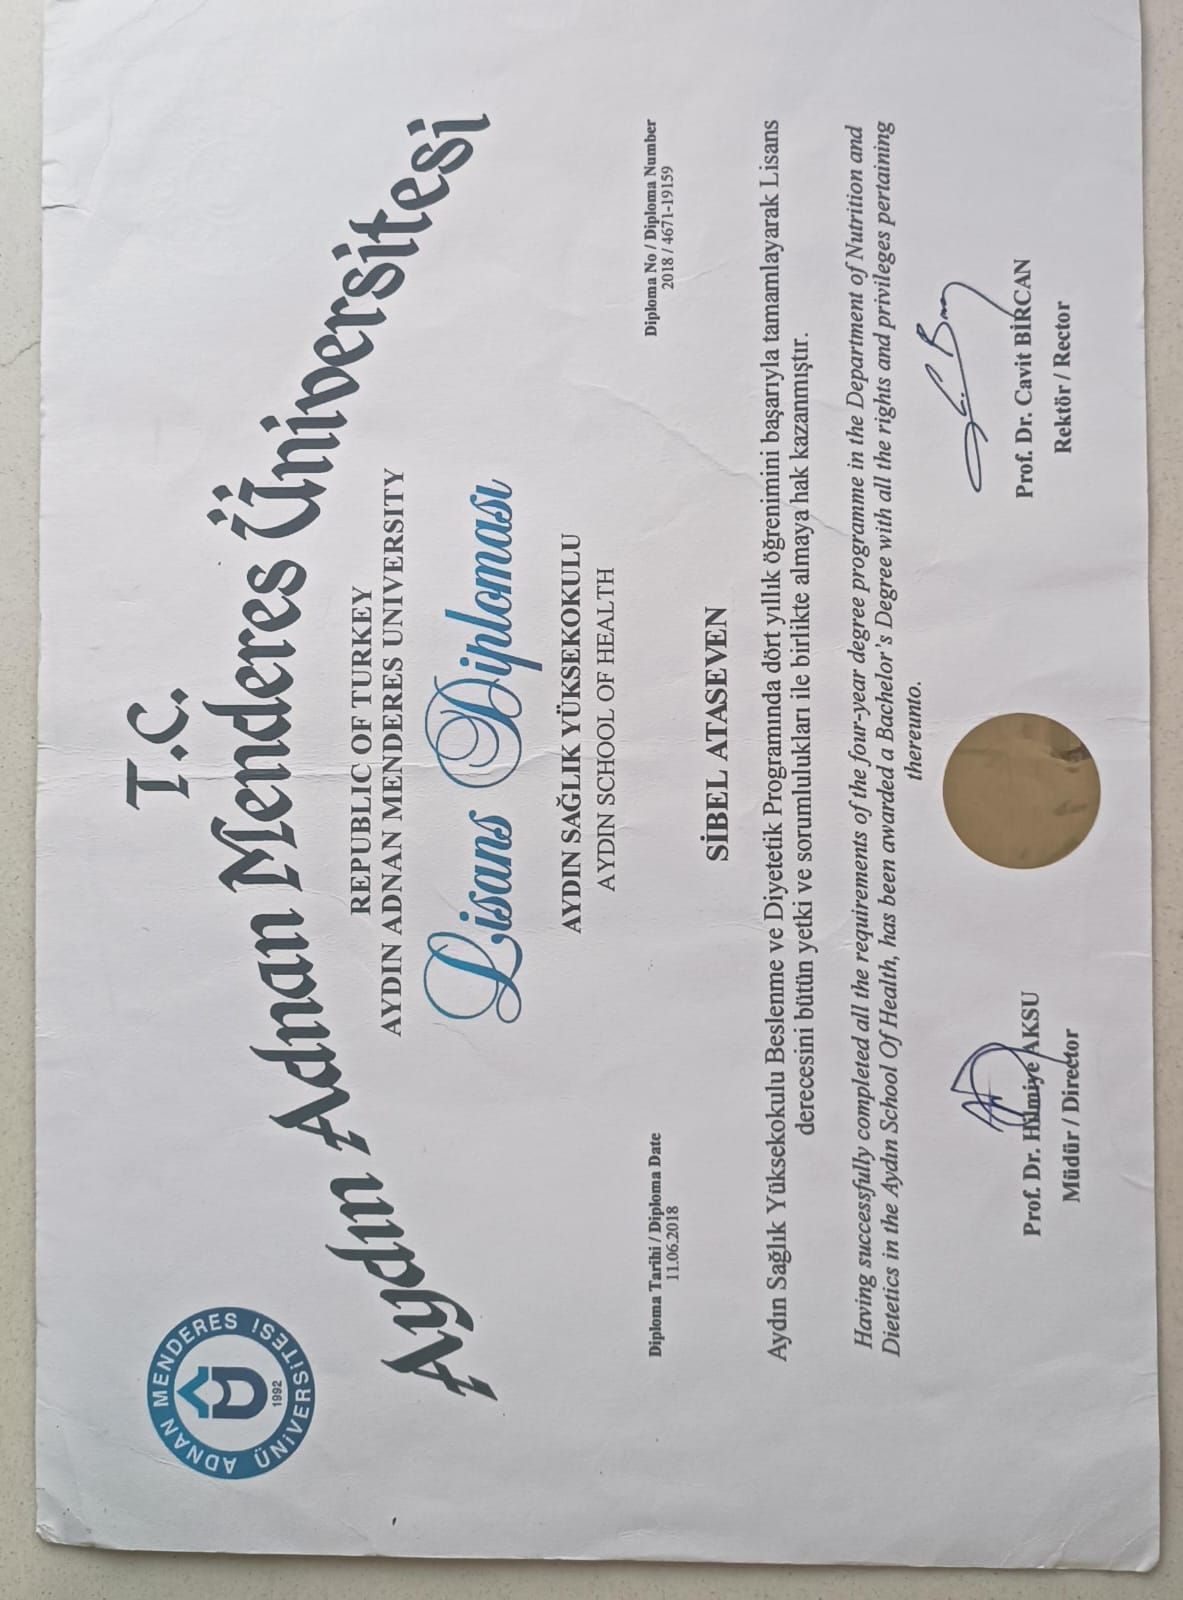 ADNAN MENDERES ÜNİVERSİTESİ
1992
T.C.
Aydın Adnan Menderes Üniversitesi
REPUBLIC OF TURKEY
AYDIN ADNAN MENDERES UNIVERSITY
Lisans Diploması
AYDIN SAĞLIK YÜKSEKOKULU
AYDIN SCHOOL OF HEALTH
Diploma Tarihi / Diploma Date
11.06.2018
Diploma No / Diploma Number
2018 / 4671-19159
SİBEL ATASEVEN
Aydın Sağlık Yüksekokulu Beslenme ve Diyetetik Programında dört yıllık öğrenimini başarıyla tamamlayarak Lisans
derecesini bütün yetki ve sorumlulukları ile birlikte almaya hak kazanmıştır.
Having successfully completed all the requirements of the four-year degree programme in the Department of Nutrition and
Dietetics in the Aydın School Of Health, has been awarded a Bachelor's Degree with all the rights and privileges pertaining
thereunto.
Prof. Dr. Hilmiye AKSU
Müdür / Director
Prof. Dr. Cavit BİRCAN
Rektör / Rector